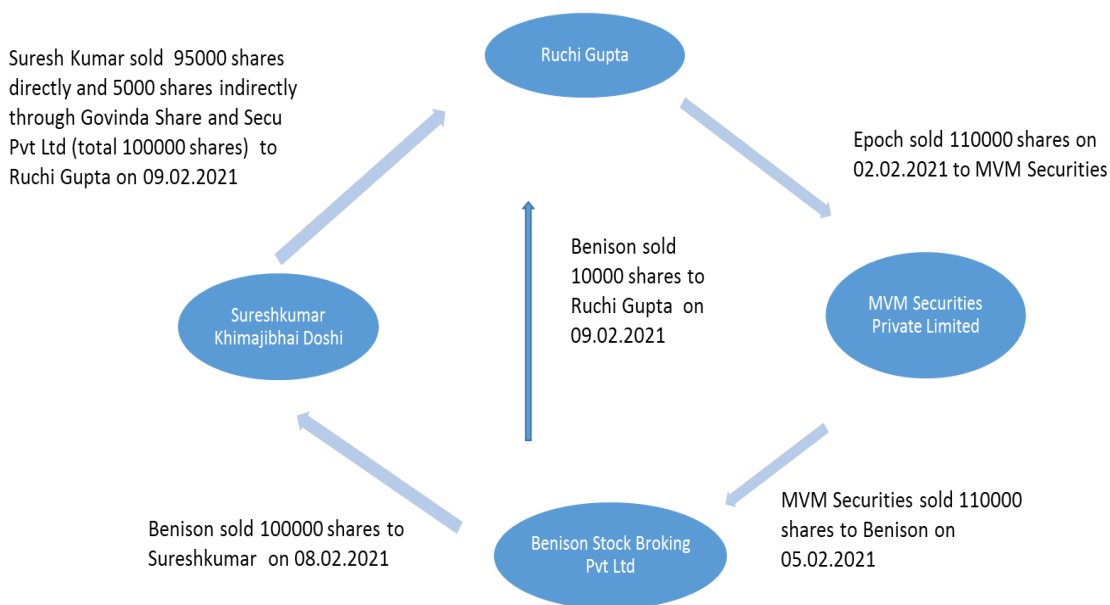 Suresh Kumar sold 95000 shares
directly and 5000 shares indirectly
through Govinda Share and Secu
Pvt Ltd (total 100000 shares) to
Ruchi Gupta on 09.02.2021
Ruchi Gupta
Epoch sold 110000 shares on
02.02.2021 to MVM Securities
Benison sold
10000 shares to
Ruchi Gupta on
09.02.2021
Sureshkumar
Khimajibhai Doshi
MVM Securities
Private Limited
Benison sold 100000 shares to
Sureshkumar on 08.02.2021
Benison Stock Broking
Pvt Ltd
MVM Securities sold 110000
shares to Benison on
05.02.2021